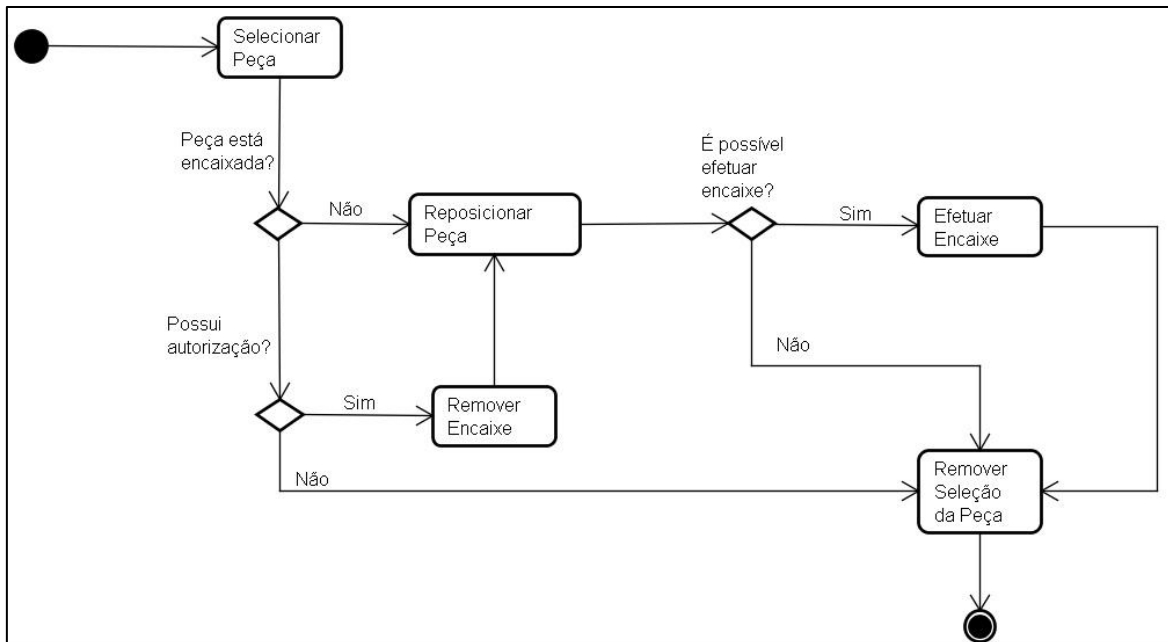 Selecionar
Peça
Peça está
encaixada?
Não
Reposicionar
Peça
É possível
efetuar
encaixe?
Sim
Efetuar
Encaixe
Possui
autorização?
Sim
Remover
Encaixe
Não
Não
Remover
Seleção
da Peça